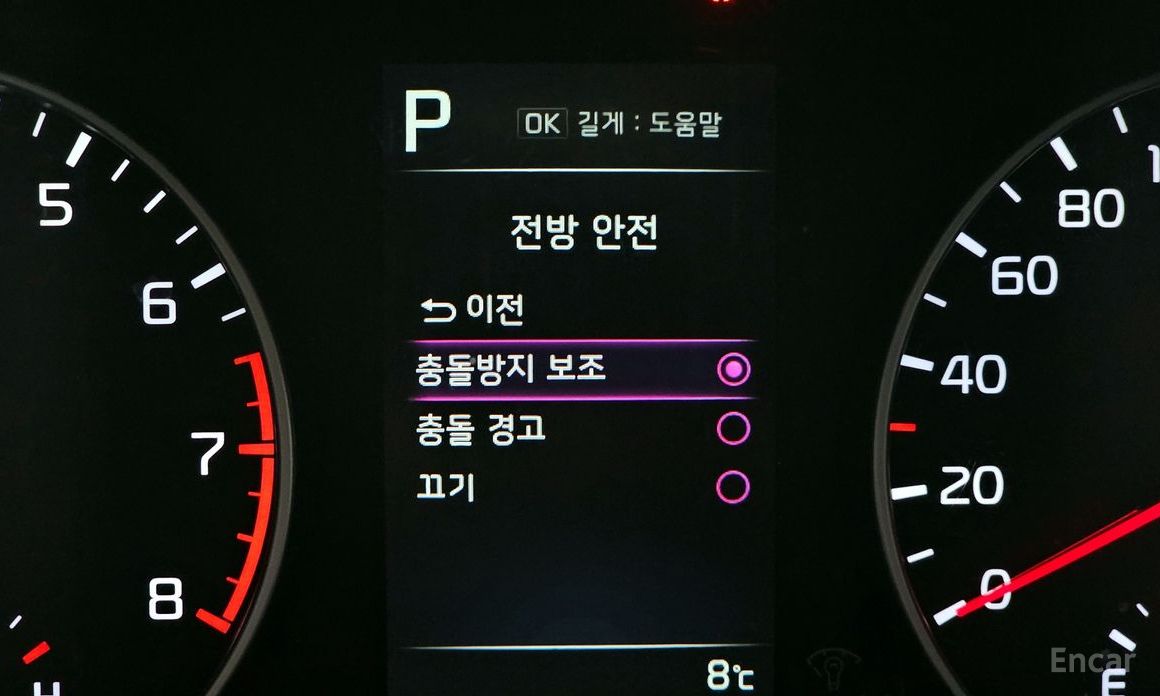 P
OK 길게 : 도움말
전방 안전
이전
충돌방지 보조
충돌 경고
끄기
8℃
5
6
7
8
H
80
60
40
20
0
E
Encar